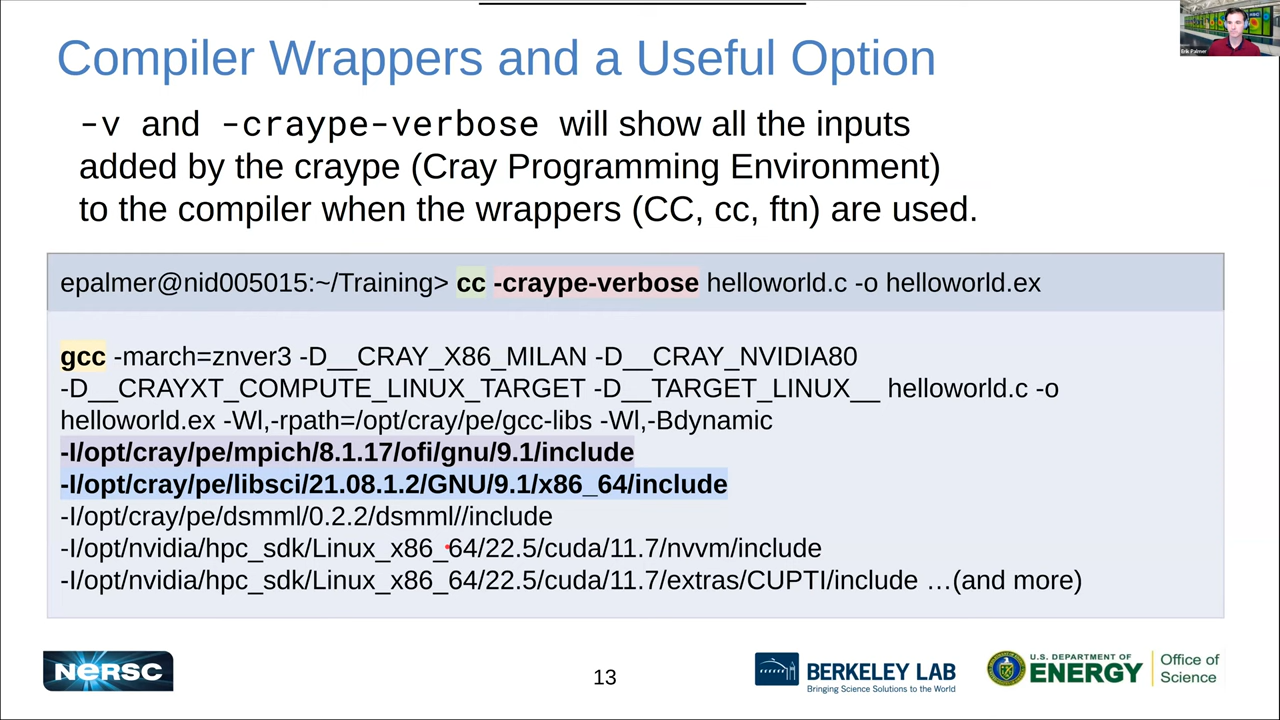 Compiler Wrappers and a Useful Option
Erik Palmer
-v and -craype-verbose will show all the inputs
added by the craype (Cray Programming Environment)
to the compiler when the wrappers (CC, cc, ftn) are used.
epalmer@nid005015:~/Training> cc -craype-verbose helloworld.c -o helloworld.ex
gcc -march=znver3 -D__CRAY_X86_MILAN -D__CRAY_NVIDIA80
-D__CRAYXT_COMPUTE_LINUX_TARGET -D__TARGET_LINUX__ helloworld.c -o
helloworld.ex -Wl,-rpath=/opt/cray/pe/gcc-libs -Wl,-Bdynamic
-I/opt/cray/pe/mpich/8.1.17/ofi/gnu/9.1/include
-I/opt/cray/pe/libsci/21.08.1.2/GNU/9.1/x86_64/include
-I/opt/cray/pe/dsmml/0.2.2/dsmml//include
-I/opt/nvidia/hpc_sdk/Linux_x86_64/22.5/cuda/11.7/nvvm/include
-I/opt/nvidia/hpc_sdk/Linux_x86_64/22.5/cuda/11.7/extras/CUPTI/include …(and more)
NERSC
13
BERKELEY LAB
Bringing Science Solutions to the World
U.S. DEPARTMENT OF
ENERGY
Office of
Science